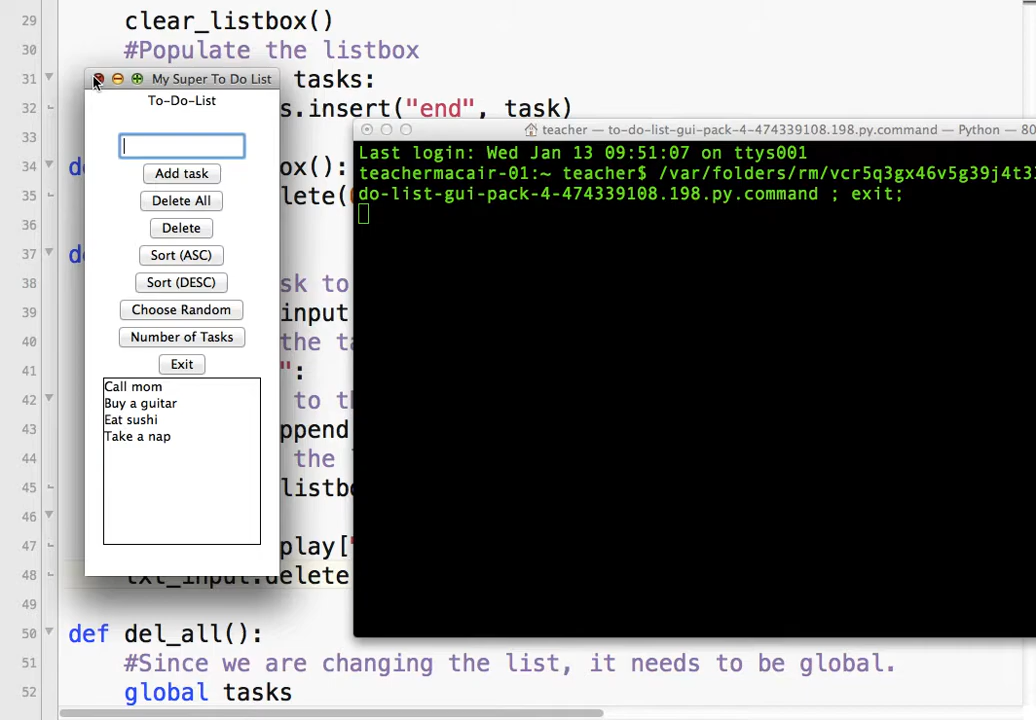 29 clear_listbox()
30 #Populate the listbox
31 tasks:
32 s.insert("end", task)
33
34 ox():
35 lete(
36
37
38 sk to
39 input
40 the ta
41 ":
42 to th
43 ppend
44 the l
45 listbo
46
47 play["
48 txt_input.delete
49
50 def del_all():
51 #Since we are changing the list, it needs to be global.
52 global tasks
My Super To Do List
To-Do-List
Add task
Delete All
Delete
Sort (ASC)
Sort (DESC)
Choose Random
Number of Tasks
Exit
Call mom
Buy a guitar
Eat sushi
Take a nap
teacher — to-do-list-gui-pack-4-474339108.198.py.command — Python — 80
Last login: Wed Jan 13 09:51:07 on ttys001
teachermacair-01:~ teacher$ /var/folders/rm/vcr5q3gx46v5g39j4t3
do-list-gui-pack-4-474339108.198.py.command ; exit;